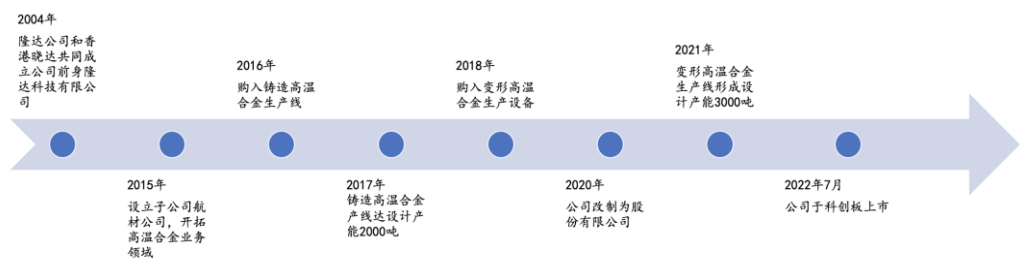 2004年
隆达公司和香
港晓达共同成
立公司前身隆
达科技有限公
司
2015年
设立子公司航
材公司，开拓
高温合金业务
领域
2016年
购入铸造高温
合金生产线
2017年
铸造高温合金
产线达设计产
能2000吨
2018年
购入变形高温
合金生产设备
2020年
公司改制为股
份有限公司
2021年
变形高温合金
生产线形成设
计产能3000吨
2022年7月
公司于科创板上市